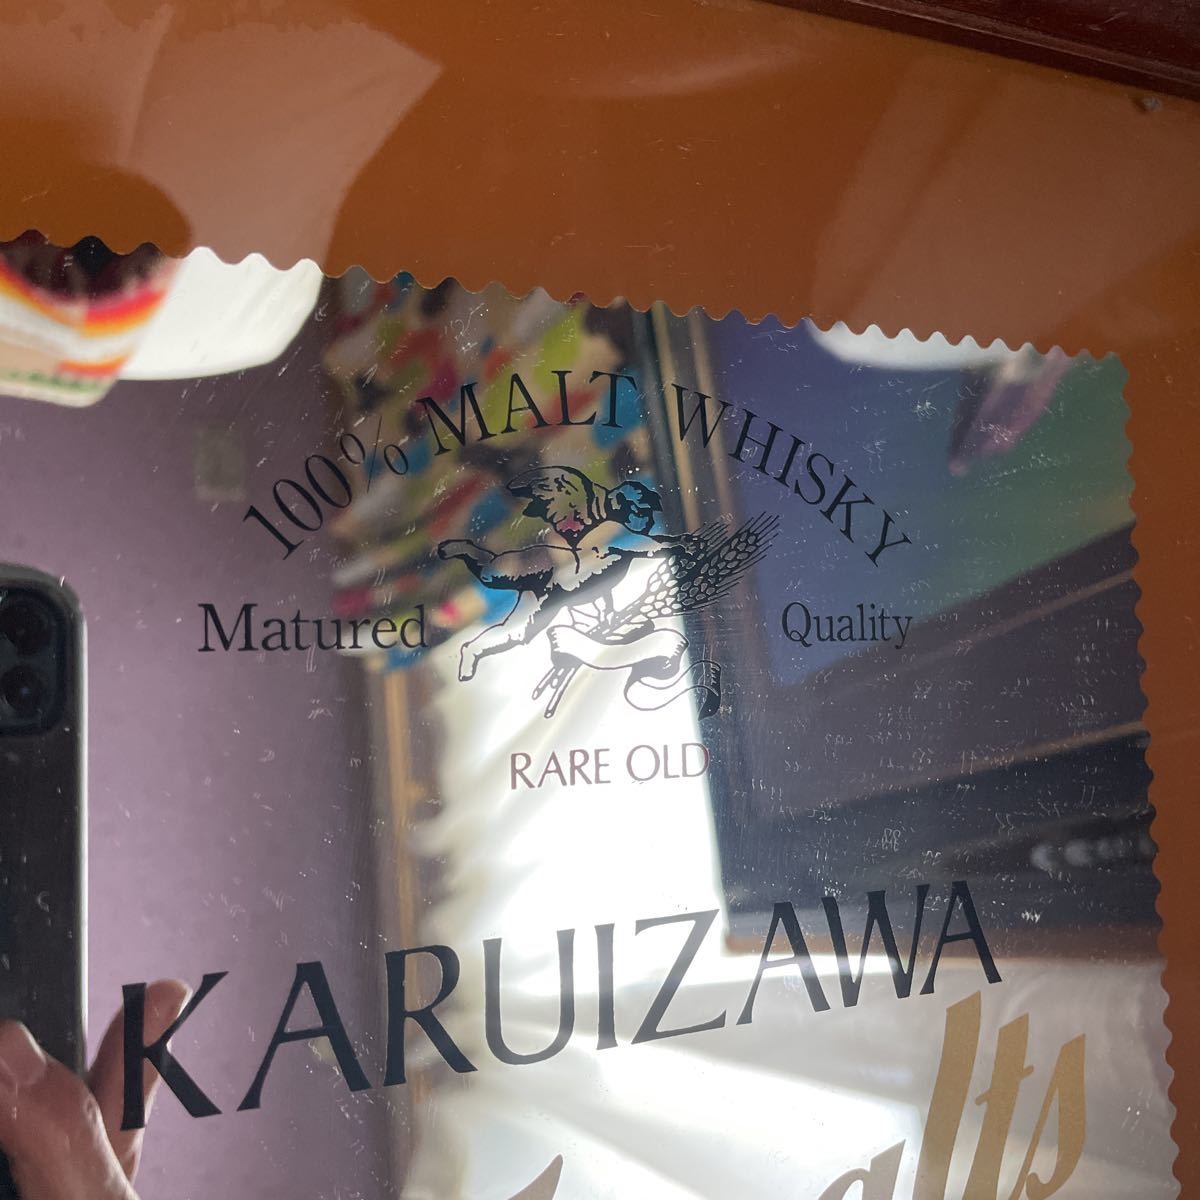 100% MALT WHISKY
Matured Quality
RARE OLD
KARUIZAWA